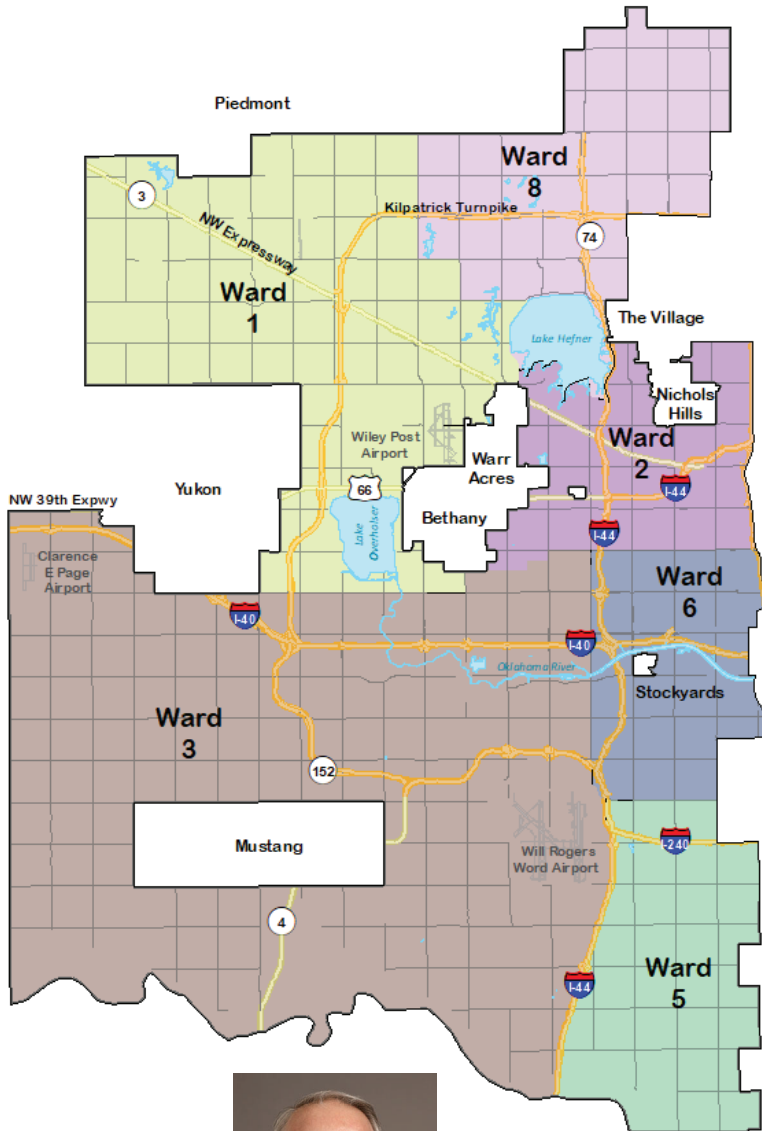 Piedmont
Ward
8
3
Kilpatrick Turnpike
NW Expressway
74
Ward
1
The Village
Lake Hefner
Nichols
Hills
Wiley Post
Airport
Ward
2
Warr
Acres
Yukon
66
I-44
NW 39th Expwy
Bethany
Lake
Overholser
I-44
Clarence
E Page
Airport
Ward
6
I-40
I-40
Oklahoma River
Stockyards
Ward
3
152
Mustang
Will Rogers
Word Airport
I-240
4
Ward
5
I-44